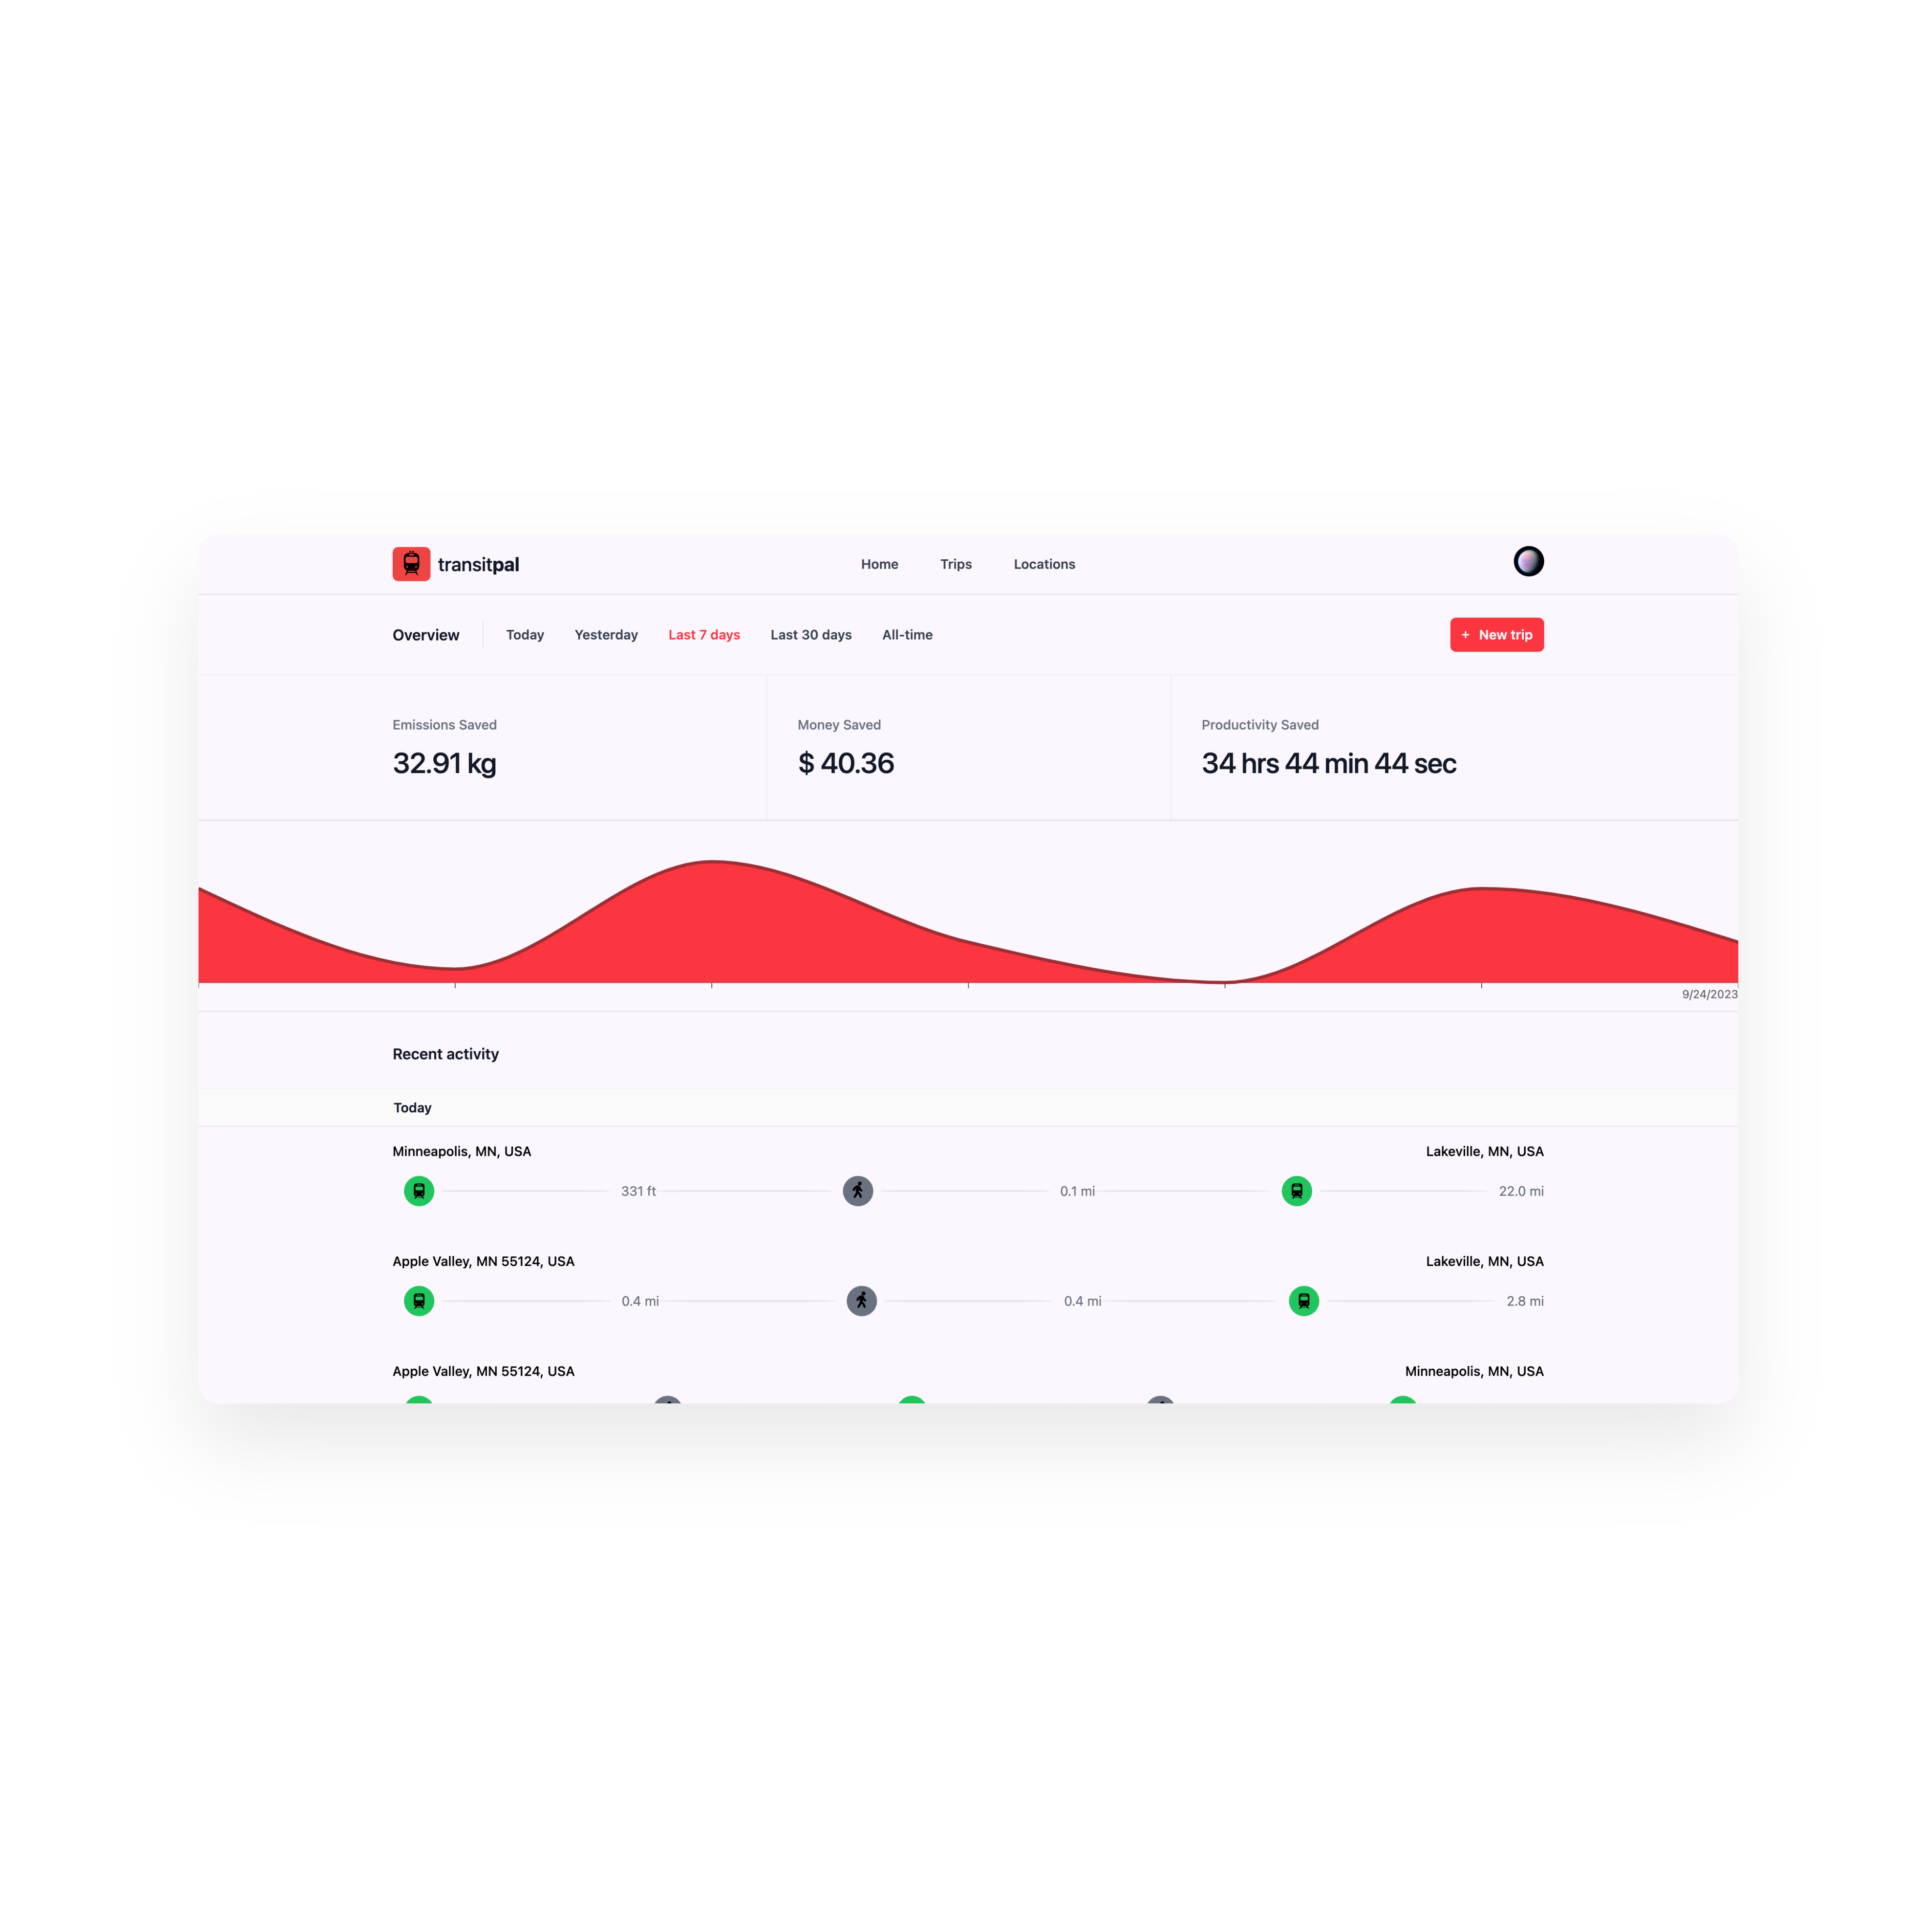 transitpal
Home Trips Locations
Overview Today Yesterday Last 7 days Last 30 days All-time + New trip
Emissions Saved Money Saved Productivity Saved
32.91 kg $ 40.36 34 hrs 44 min 44 sec
9/24/2023
Recent activity
Today
Minneapolis, MN, USA Lakeville, MN, USA
331 ft 0.1 mi 22.0 mi
Apple Valley, MN 55124, USA Lakeville, MN, USA
0.4 mi 0.4 mi 2.8 mi
Apple Valley, MN 55124, USA Minneapolis, MN, USA